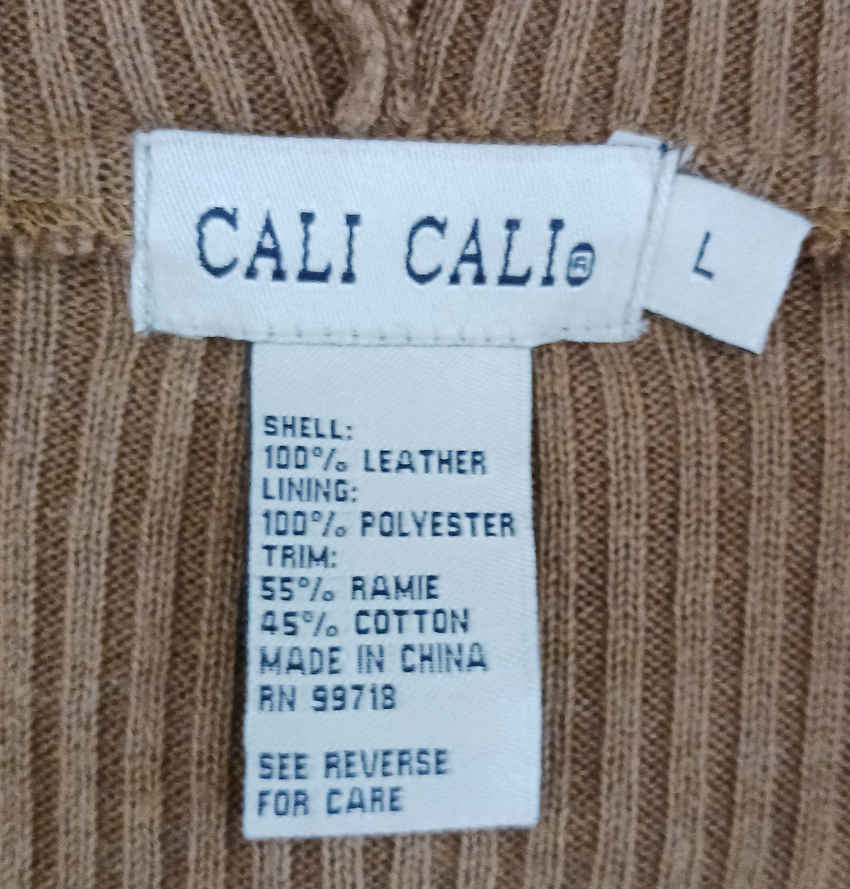 CALI CALI®
L
SHELL:
100% LEATHER
LINING:
100% POLYESTER
TRIM:
55% RAMIE
45% COTTON
MADE IN CHINA
RN 99718
SEE REVERSE
FOR CARE